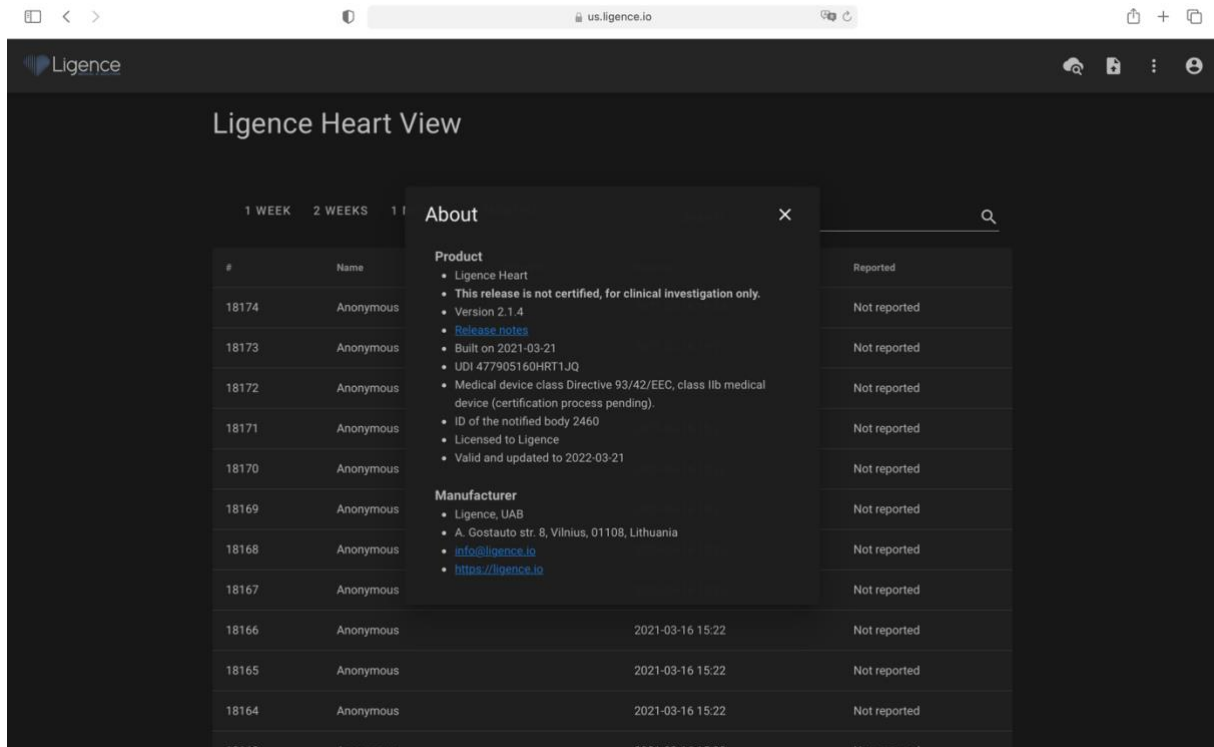 us.ligence.io
Ligence
Ligence Heart View
1 WEEK 2 WEEKS
About
Product
Ligence Heart
This release is not certified, for clinical investigation only.
Version 2.1.4
Release notes
Built on 2021-03-21
UDI 477905160HRT1JQ
Medical device class Directive 93/42/EEC, class IIb medical
device (certification process pending).
ID of the notified body 2460
Licensed to Ligence
Valid and updated to 2022-03-21
Manufacturer
Ligence, UAB
A. Gostauto str. 8, Vilnius, 01108, Lithuania
info@ligence.io
https://ligence.io
# Name Reported
18174 Anonymous Not reported
18173 Anonymous Not reported
18172 Anonymous Not reported
18171 Anonymous Not reported
18170 Anonymous Not reported
18169 Anonymous Not reported
18168 Anonymous Not reported
18167 Anonymous Not reported
18166 Anonymous 2021-03-16 15:22 Not reported
18165 Anonymous 2021-03-16 15:22 Not reported
18164 Anonymous 2021-03-16 15:22 Not reported